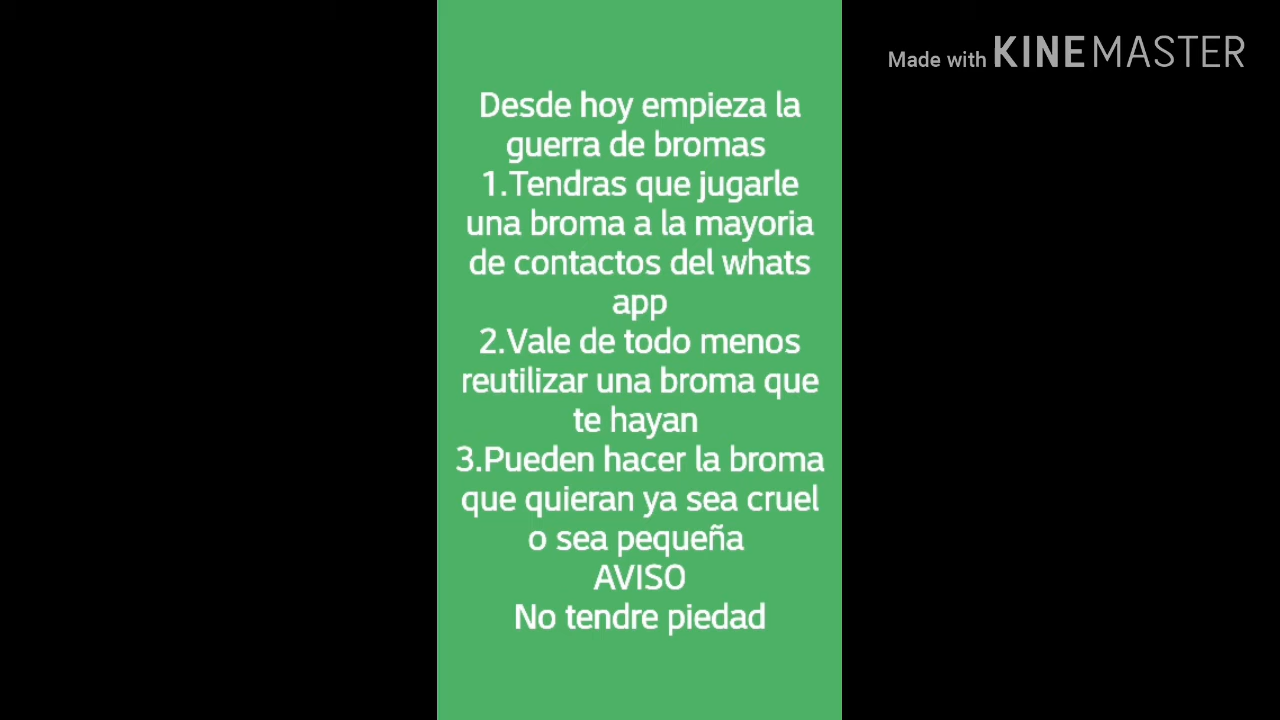 Made with KINEMASTER
Desde hoy empieza la
guerra de bromas
1.Tendras que jugarle
una broma a la mayoria
de contactos del whats
app
2.Vale de todo menos
reutilizar una broma que
te hayan
3.Pueden hacer la broma
que quieran ya sea cruel
o sea pequeña
AVISO
No tendre piedad